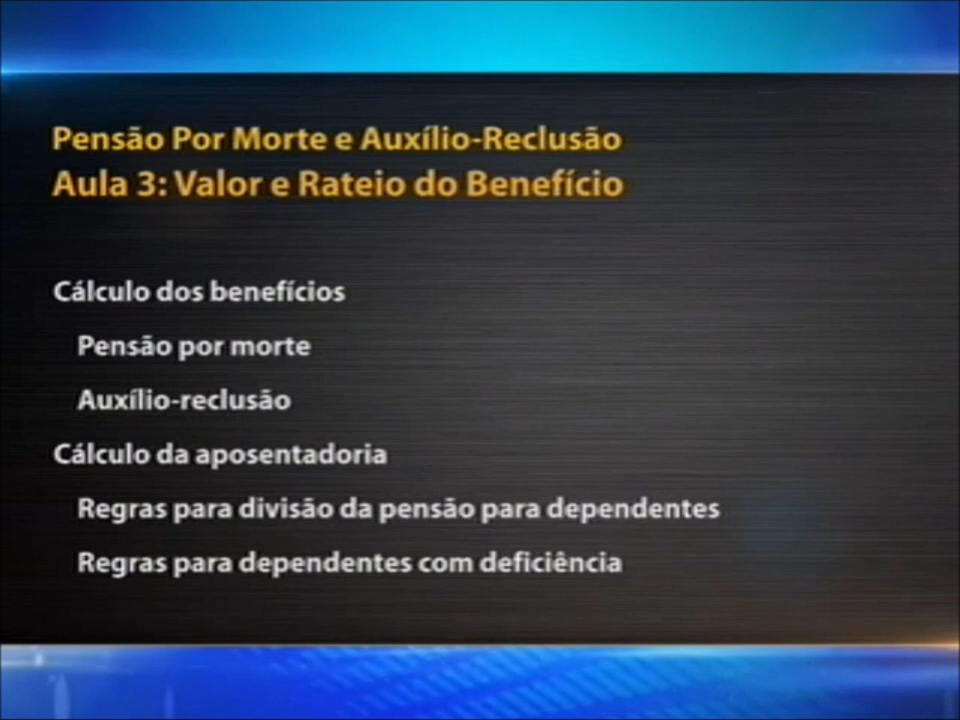 Pensão Por Morte e Auxílio-Reclusão
Aula 3: Valor e Rateio do Benefício
Cálculo dos benefícios
Pensão por morte
Auxílio-reclusão
Cálculo da aposentadoria
Regras para divisão da pensão para dependentes
Regras para dependentes com deficiência